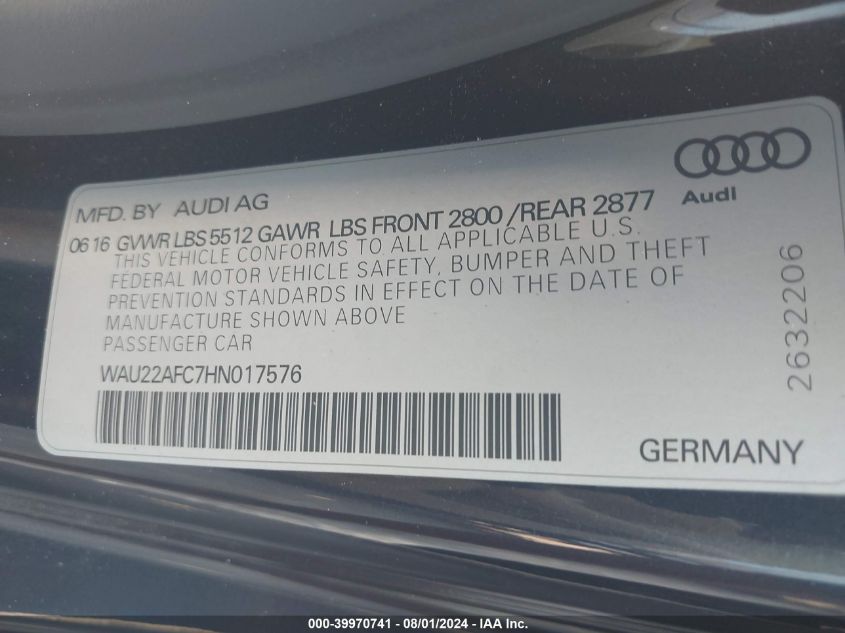 MFD. BY AUDI AG
Audi
06 16 GVWR LBS 5512 GAWR LBS FRONT 2800 /REAR 2877
THIS VEHICLE CONFORMS TO ALL APPLICABLE U.S.
FEDERAL MOTOR VEHICLE SAFETY, BUMPER AND THEFT
PREVENTION STANDARDS IN EFFECT ON THE DATE OF
MANUFACTURE SHOWN ABOVE
PASSENGER CAR
WAU22AFC7HN017576
2632206
GERMANY
000-39970741 - 08/01/2024 - IAA Inc.